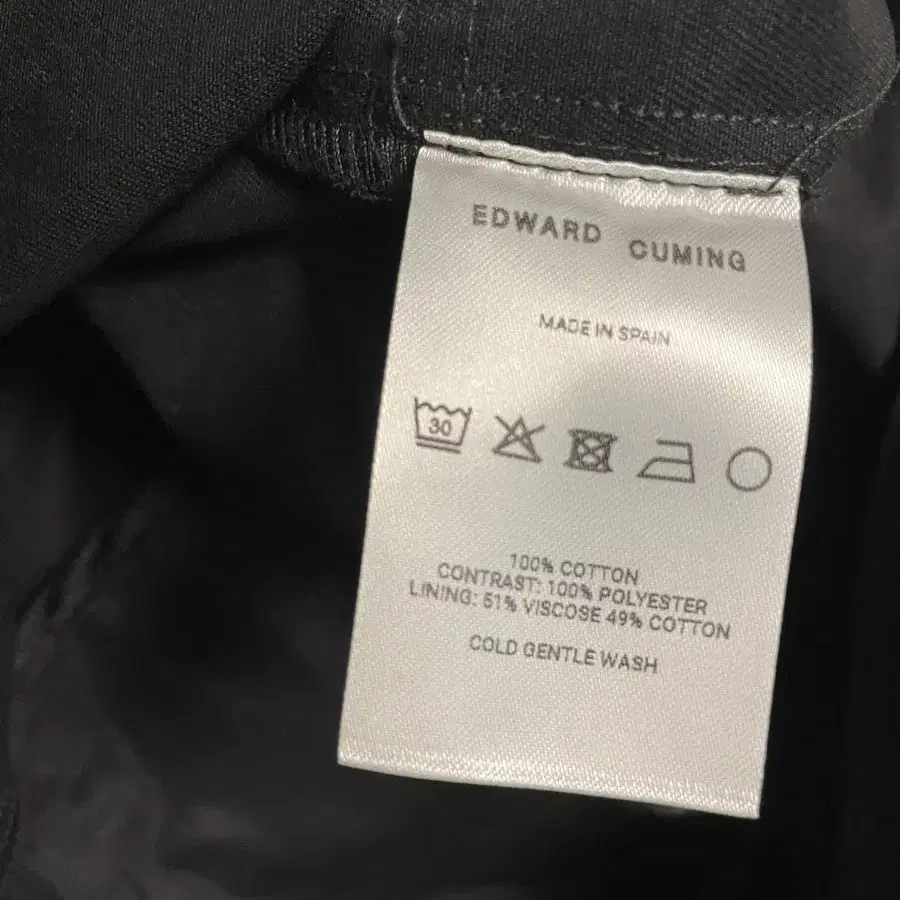 EDWARD CUMING
MADE IN SPAIN
30
100% COTTON
CONTRAST: 100% POLYESTER
LINING: 51% VISCOSE 49% COTTON
COLD GENTLE WASH